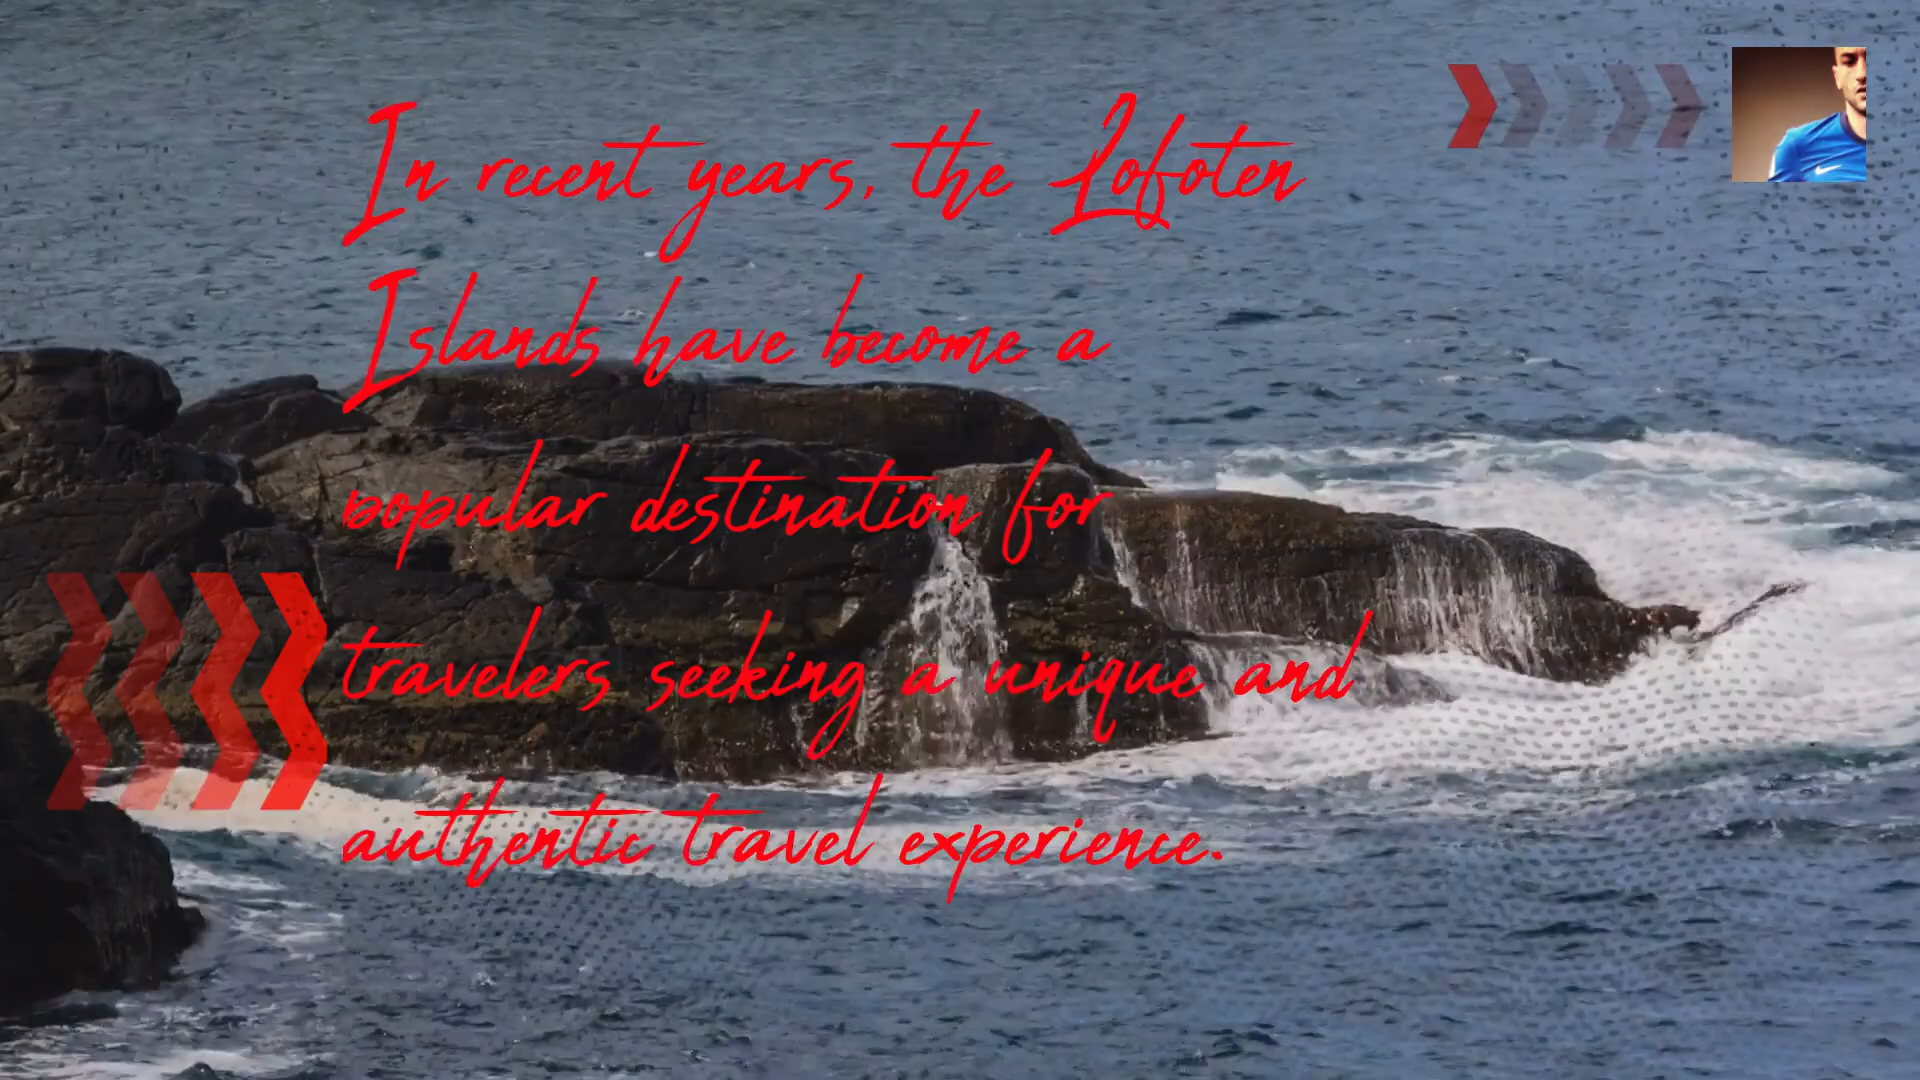 In recent years, the Lofoten
Islands have become a
popular destination for
travelers seeking a unique and
authentic travel experience.